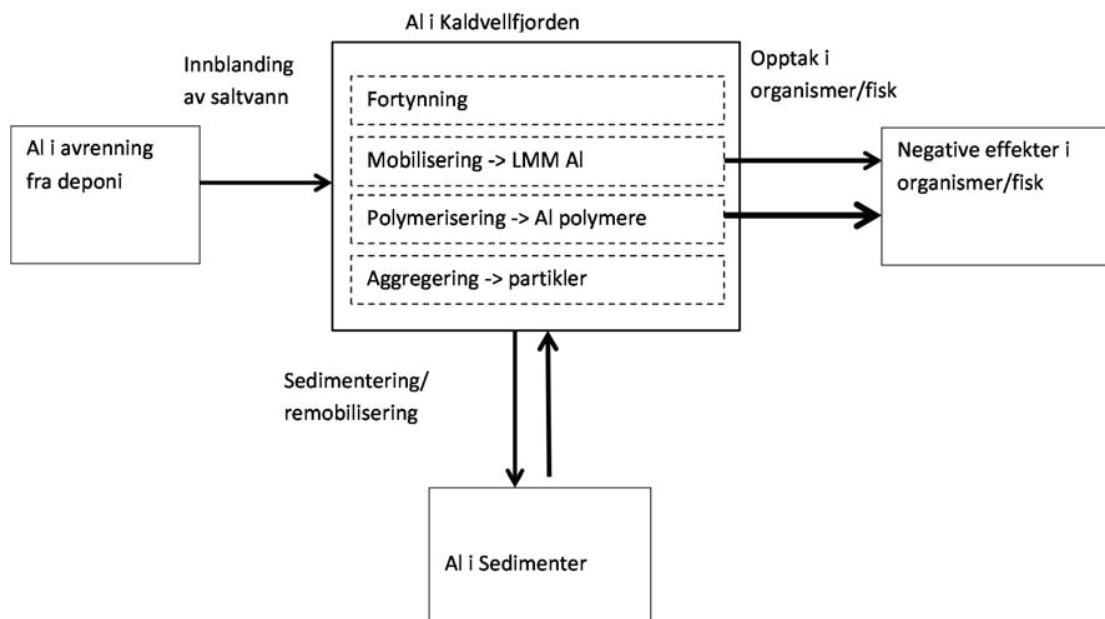 Al i Kaldvellfjorden
Innblanding
av saltvann
Opptak i
organismer/fisk
Al i avrenning
fra deponi
Fortynning
Mobilisering -> LMM Al
Polymerisering -> Al polymere
Aggregering -> partikler
Negative effekter i
organismer/fisk
Sedimentering/
remobilisering
Al i Sedimenter